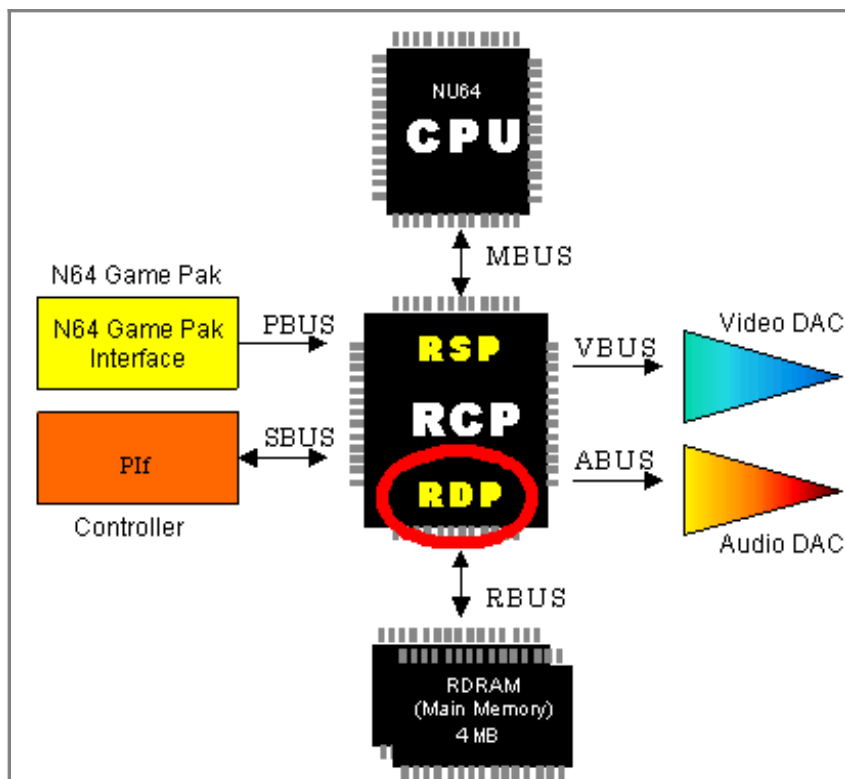 NU64
CPU
MBUS
N64 Game Pak
N64 Game Pak
Interface
PBUS
RSP
VBUS
Video DAC
RCP
PIf
SBUS
RDP
ABUS
Controller
Audio DAC
RBUS
RDRAM
(Main Memory)
4 MB